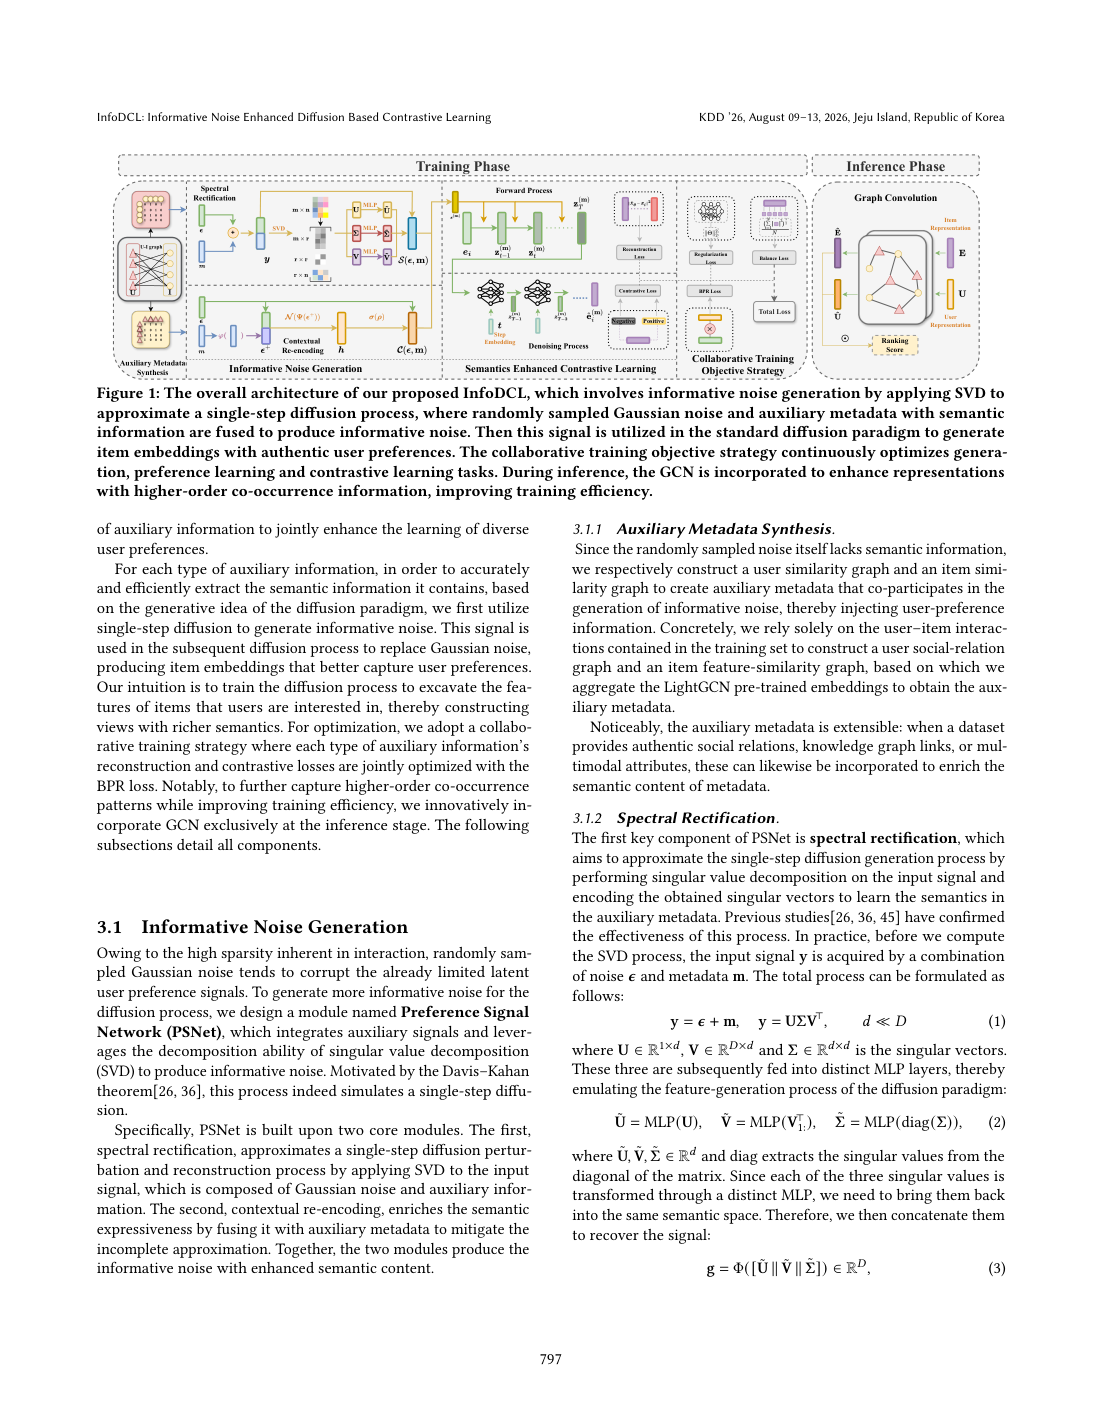 InfoDCL: Informative Noise Enhanced Diffusion Based Contrastive Learning
KDD '26, August 09–13, 2026, Jeju Island, Republic of Korea
Training Phase
Inference Phase
Spectral
Rectification
U-I graph
U
I
Auxiliary Metadata
Synthesis
ϵ
m
y
SVD
m × n
m × r
r × r
r × n
U
MLP
Ũ
Σ
MLP
Σ̃
V
MLP
Ṽ
S(ϵ, m)
ϵ
m
ϵ⁺
Contextual
Re-encoding
h
σ(ρ)
C(ϵ, m)
Informative Noise Generation
Forward Process
Step
Embedding
t
Denoising Process
Reconstruction
Loss
Contrastive Loss
Negative
Positive
Semantics Enhanced Contrastive Learning
Regularization
Loss
Balance Loss
BPR Loss
Total Loss
Collaborative Training
Objective Strategy
Graph Convolution
Item
Representation
Ê
E
Û
U
User
Representation
⊙
Ranking
Score
Figure 1: The overall architecture of our proposed InfoDCL, which involves informative noise generation by applying SVD to
approximate a single-step diffusion process, where randomly sampled Gaussian noise and auxiliary metadata with semantic
information are fused to produce informative noise. Then this signal is utilized in the standard diffusion paradigm to generate
item embeddings with authentic user preferences. The collaborative training objective strategy continuously optimizes genera-
tion, preference learning and contrastive learning tasks. During inference, the GCN is incorporated to enhance representations
with higher-order co-occurrence information, improving training efficiency.
of auxiliary information to jointly enhance the learning of diverse
user preferences.
For each type of auxiliary information, in order to accurately
and efficiently extract the semantic information it contains, based
on the generative idea of the diffusion paradigm, we first utilize
single-step diffusion to generate informative noise. This signal is
used in the subsequent diffusion process to replace Gaussian noise,
producing item embeddings that better capture user preferences.
Our intuition is to train the diffusion process to excavate the fea-
tures of items that users are interested in, thereby constructing
views with richer semantics. For optimization, we adopt a collabo-
rative training strategy where each type of auxiliary information's
reconstruction and contrastive losses are jointly optimized with the
BPR loss. Notably, to further capture higher-order co-occurrence
patterns while improving training efficiency, we innovatively in-
corporate GCN exclusively at the inference stage. The following
subsections detail all components.
3.1 Informative Noise Generation
Owing to the high sparsity inherent in interaction, randomly sam-
pled Gaussian noise tends to corrupt the already limited latent
user preference signals. To generate more informative noise for the
diffusion process, we design a module named Preference Signal
Network (PSNet), which integrates auxiliary signals and lever-
ages the decomposition ability of singular value decomposition
(SVD) to produce informative noise. Motivated by the Davis–Kahan
theorem[26, 36], this process indeed simulates a single-step diffu-
sion.
Specifically, PSNet is built upon two core modules. The first,
spectral rectification, approximates a single-step diffusion pertur-
bation and reconstruction process by applying SVD to the input
signal, which is composed of Gaussian noise and auxiliary infor-
mation. The second, contextual re-encoding, enriches the semantic
expressiveness by fusing it with auxiliary metadata to mitigate the
incomplete approximation. Together, the two modules produce the
informative noise with enhanced semantic content.
3.1.1 Auxiliary Metadata Synthesis.
Since the randomly sampled noise itself lacks semantic information,
we respectively construct a user similarity graph and an item simi-
larity graph to create auxiliary metadata that co-participates in the
generation of informative noise, thereby injecting user-preference
information. Concretely, we rely solely on the user–item interac-
tions contained in the training set to construct a user social-relation
graph and an item feature-similarity graph, based on which we
aggregate the LightGCN pre-trained embeddings to obtain the aux-
iliary metadata.
Noticeably, the auxiliary metadata is extensible: when a dataset
provides authentic social relations, knowledge graph links, or mul-
timodal attributes, these can likewise be incorporated to enrich the
semantic content of metadata.
3.1.2 Spectral Rectification.
The first key component of PSNet is spectral rectification, which
aims to approximate the single-step diffusion generation process by
performing singular value decomposition on the input signal and
encoding the obtained singular vectors to learn the semantics in
the auxiliary metadata. Previous studies[26, 36, 45] have confirmed
the effectiveness of this process. In practice, before we compute
the SVD process, the input signal y is acquired by a combination
of noise ϵ and metadata m. The total process can be formulated as
follows:
y = ϵ + m, y = UΣV⊤, d ≪ D (1)
where U ∈ ℝ^{1×d}, V ∈ ℝ^{D×d} and Σ ∈ ℝ^{d×d} is the singular vectors.
These three are subsequently fed into distinct MLP layers, thereby
emulating the feature-generation process of the diffusion paradigm:
Ũ = MLP(U), Ṽ = MLP(V⊤_{1:}), Σ̃ = MLP(diag(Σ)), (2)
where Ũ, Ṽ, Σ̃ ∈ ℝ^d and diag extracts the singular values from the
diagonal of the matrix. Since each of the three singular values is
transformed through a distinct MLP, we need to bring them back
into the same semantic space. Therefore, we then concatenate them
to recover the signal:
g = Φ([Ũ ∥ Ṽ ∥ Σ̃]) ∈ ℝ^D, (3)
797